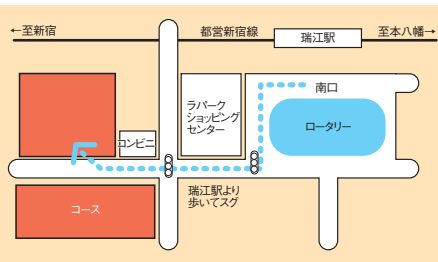 ←至新宿
都営新宿線
瑞江駅
至本八幡→
南口
ラパーク
ショッピング
センター
ロータリー
コンビニ
瑞江駅より
歩いてスグ
コース